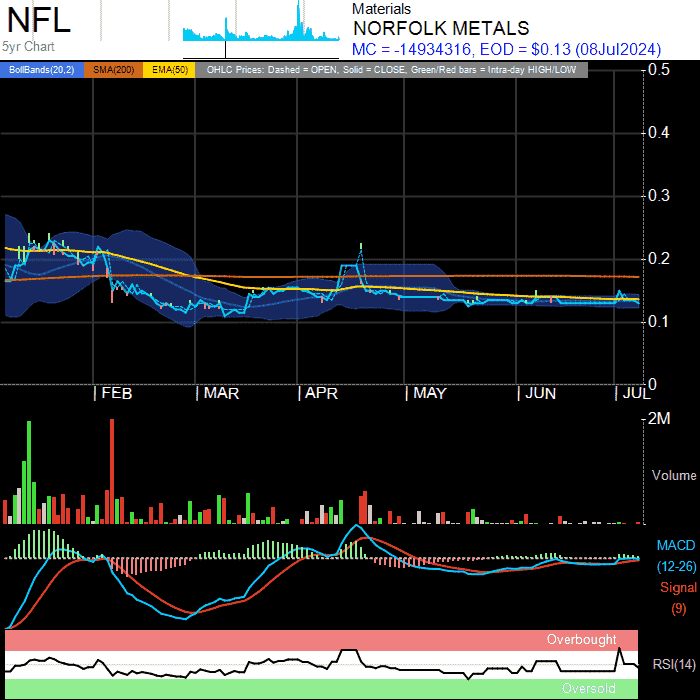 NFL
5yr Chart
Materials
NORFOLK METALS
MC = -14934316, EOD = $0.13 (08Jul2024)
BollBands(20,2) SMA(200) EMA(50) OHLC Prices: Dashed = OPEN, Solid = CLOSE, Green/Red bars = Intra-day HIGH/LOW
0.5
0.4
0.3
0.2
0.1
0
FEB MAR APR MAY JUN JUL
2M
Volume
MACD
(12-26)
Signal
(9)
Overbought
RSI(14)
Oversold